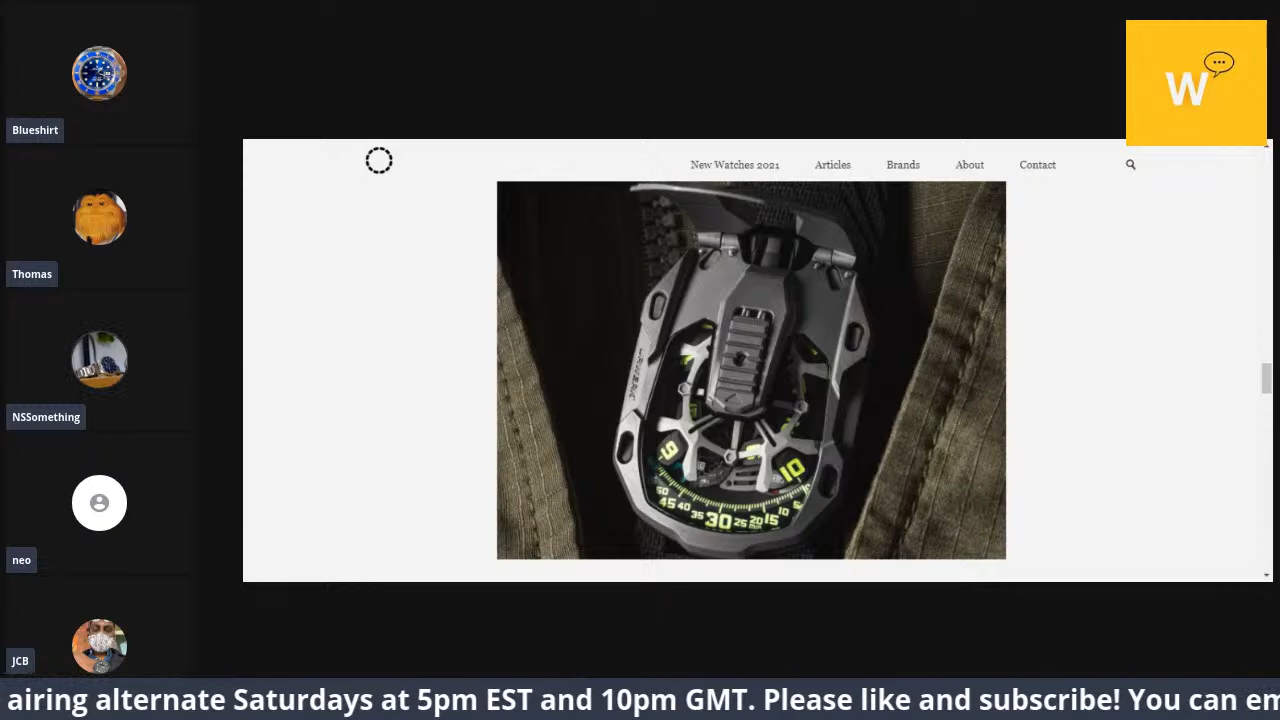 W
Blueshirt
New Watches 2021 Articles Brands About Contact
Thomas
NSSomething
URWERK
9 10
60 45 40 35 30 25 20 15 10
neo
JCB
airing alternate Saturdays at 5pm EST and 10pm GMT. Please like and subscribe! You can em